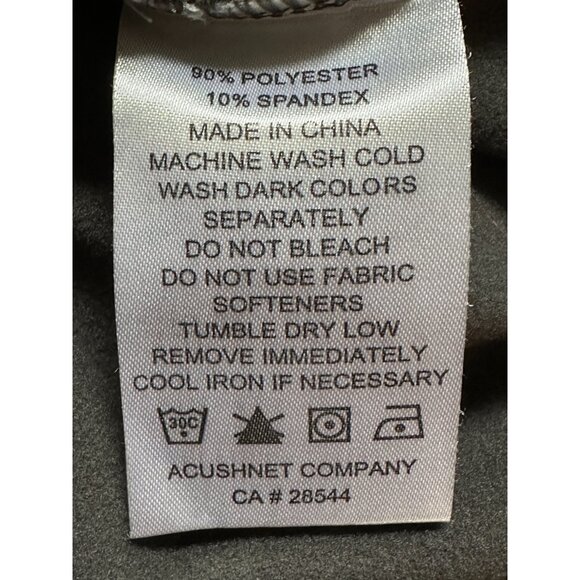 90% POLYESTER
10% SPANDEX
MADE IN CHINA
MACHINE WASH COLD
WASH DARK COLORS
SEPARATELY
DO NOT BLEACH
DO NOT USE FABRIC
SOFTENERS
TUMBLE DRY LOW
REMOVE IMMEDIATELY
COOL IRON IF NECESSARY
30C
ACUSHNET COMPANY
CA # 28544